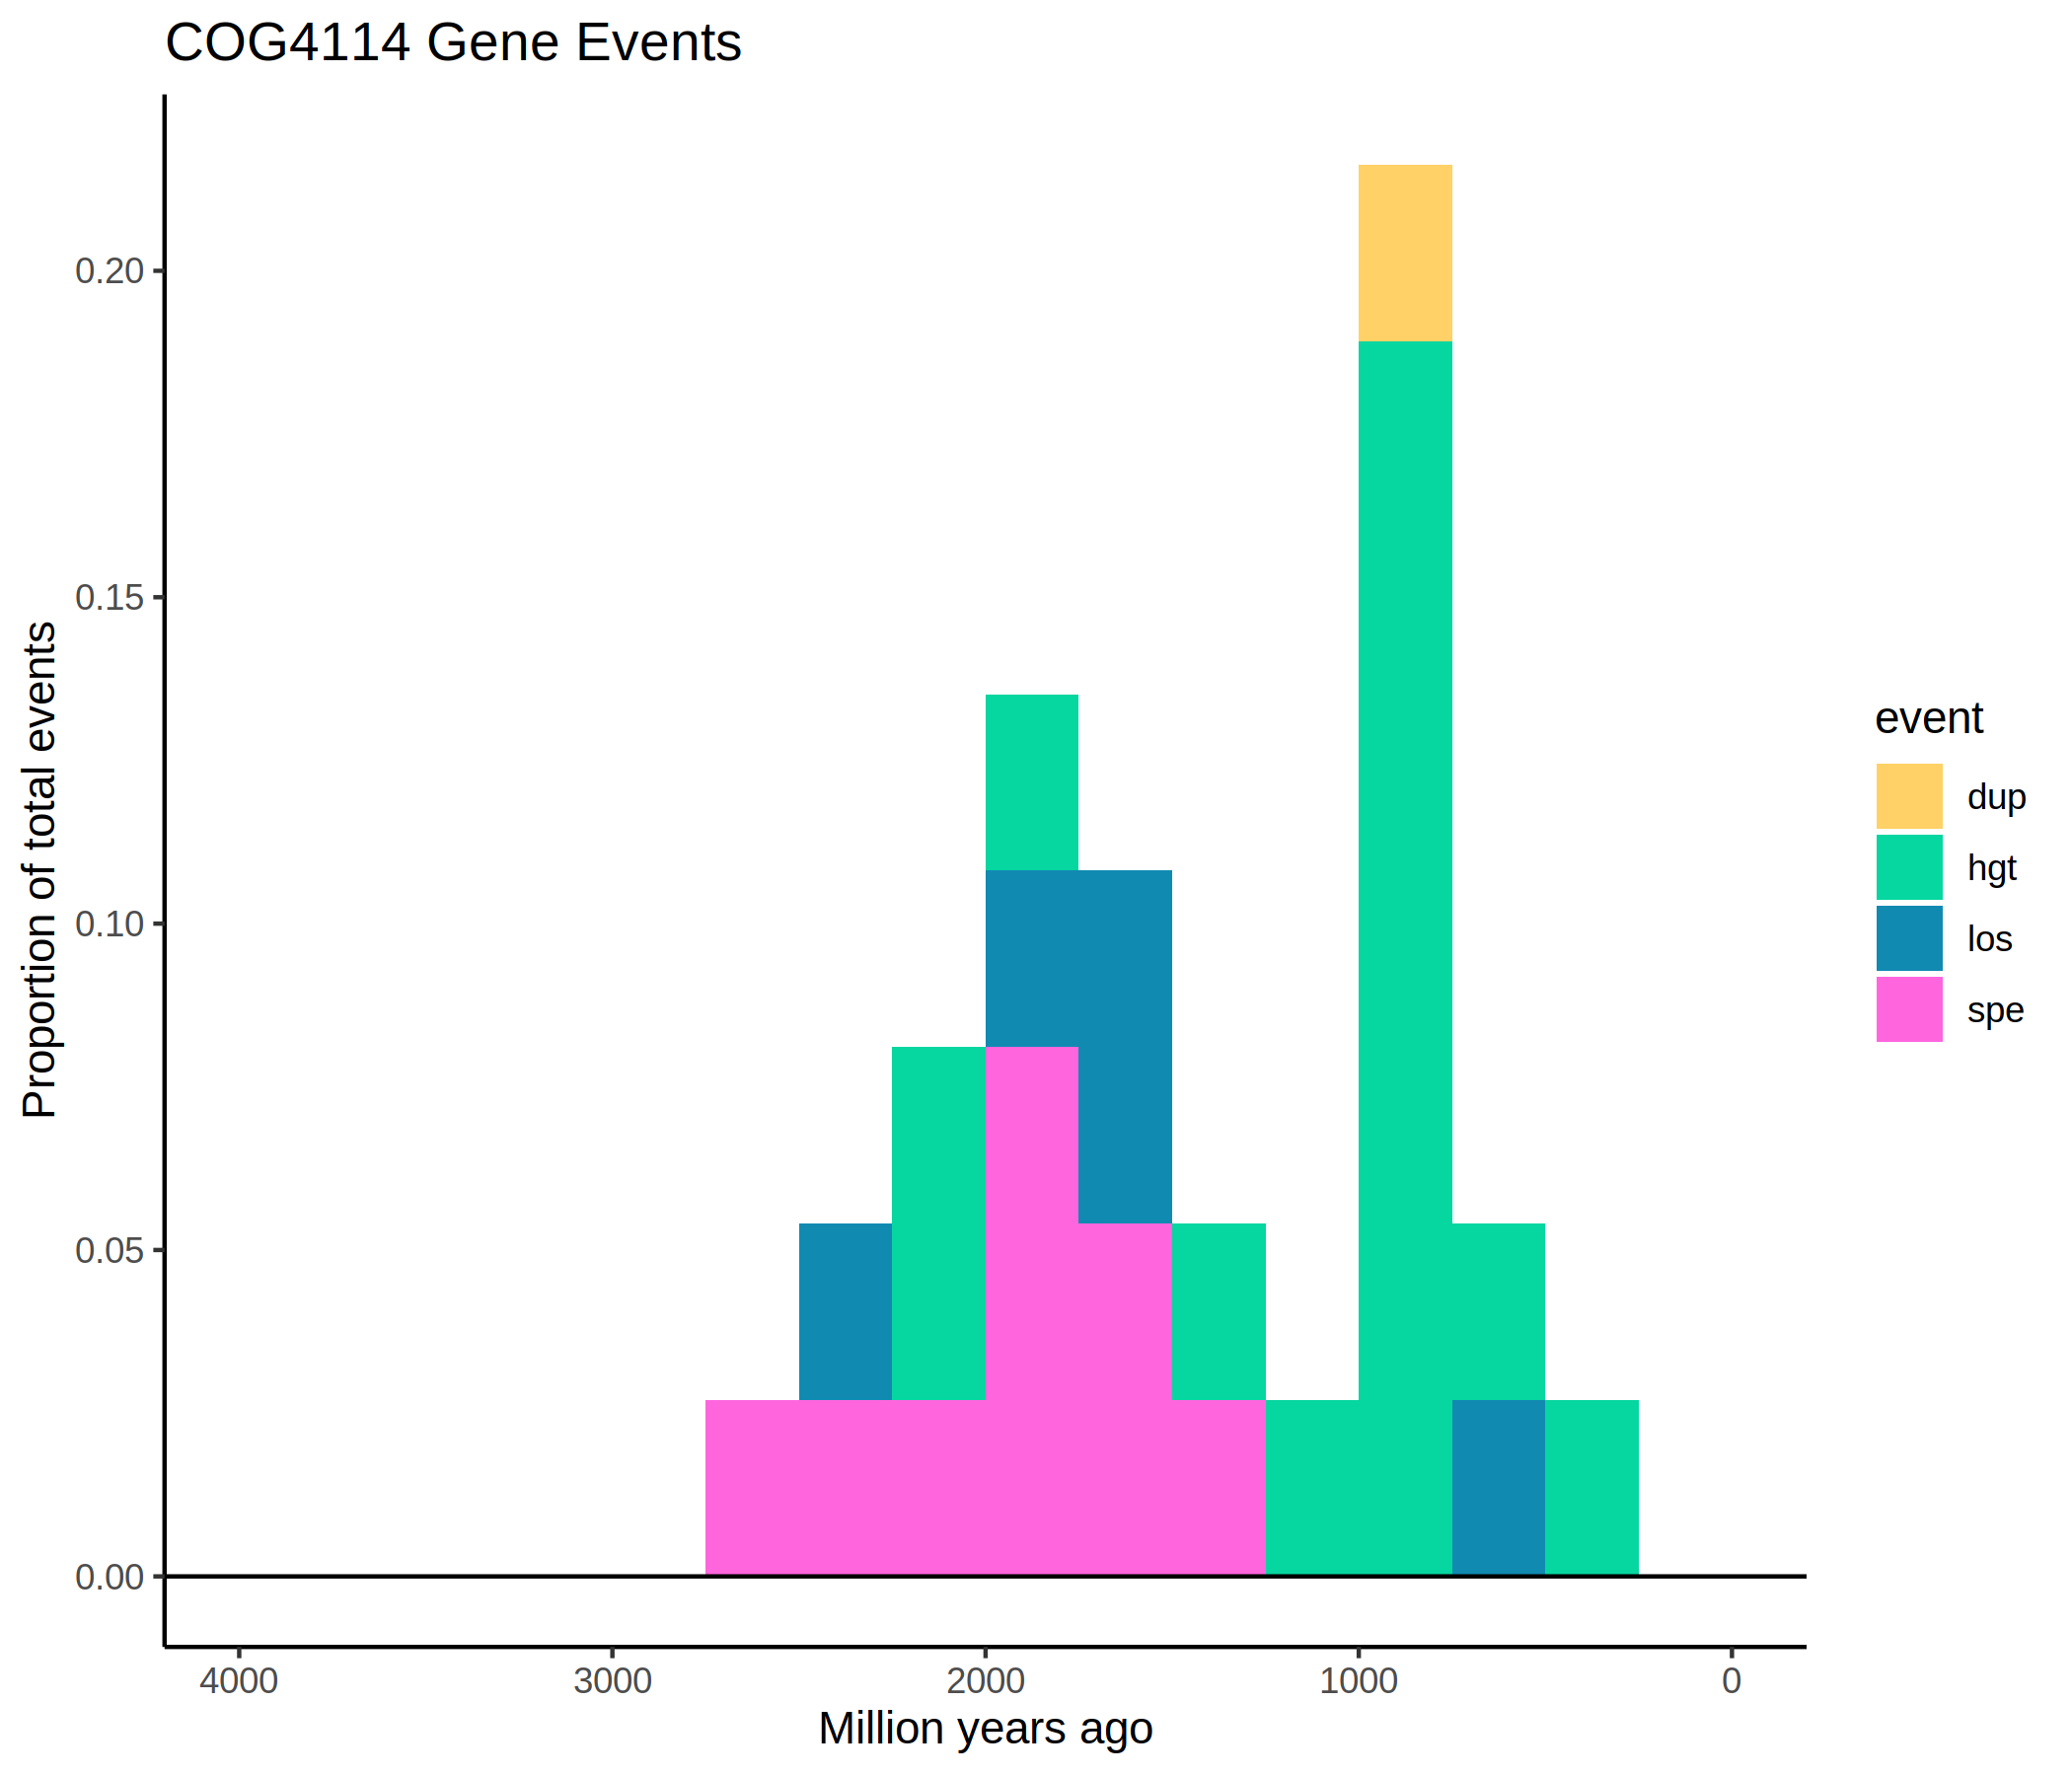 COG4114 Gene Events
Proportion of total events
0.20
0.15
0.10
0.05
0.00
4000 3000 2000 1000 0
Million years ago
event
dup
hgt
los
spe